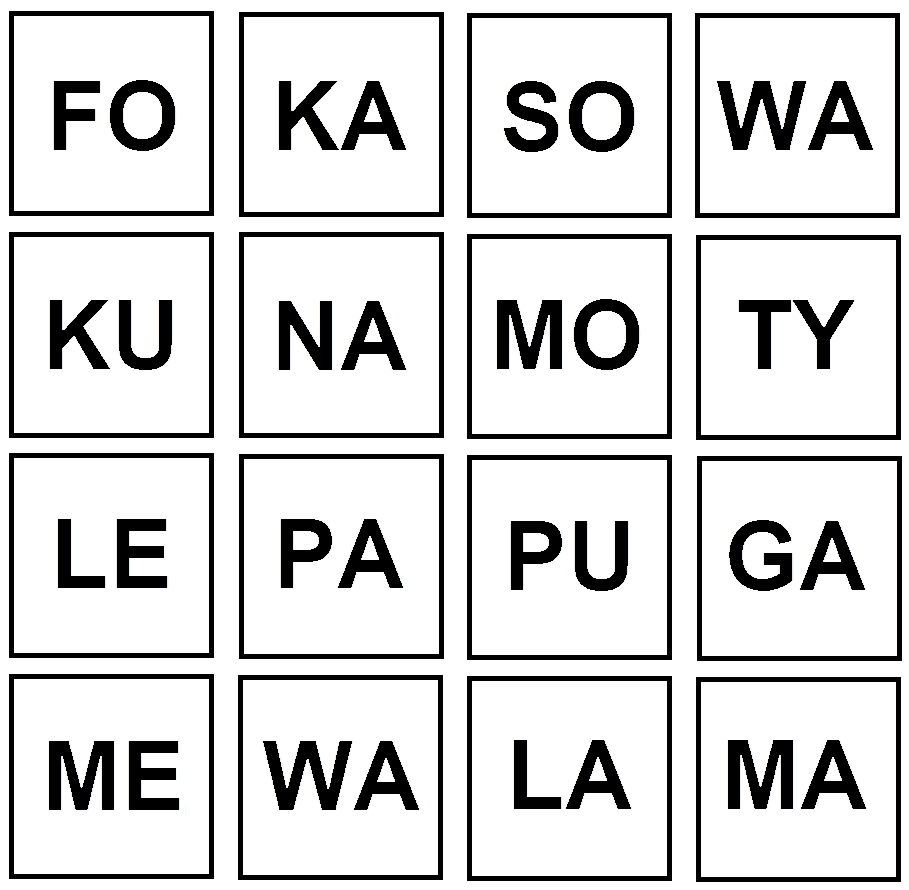 FO KA SO WA
KU NA MO TY
LE PA PU GA
ME WA LA MA